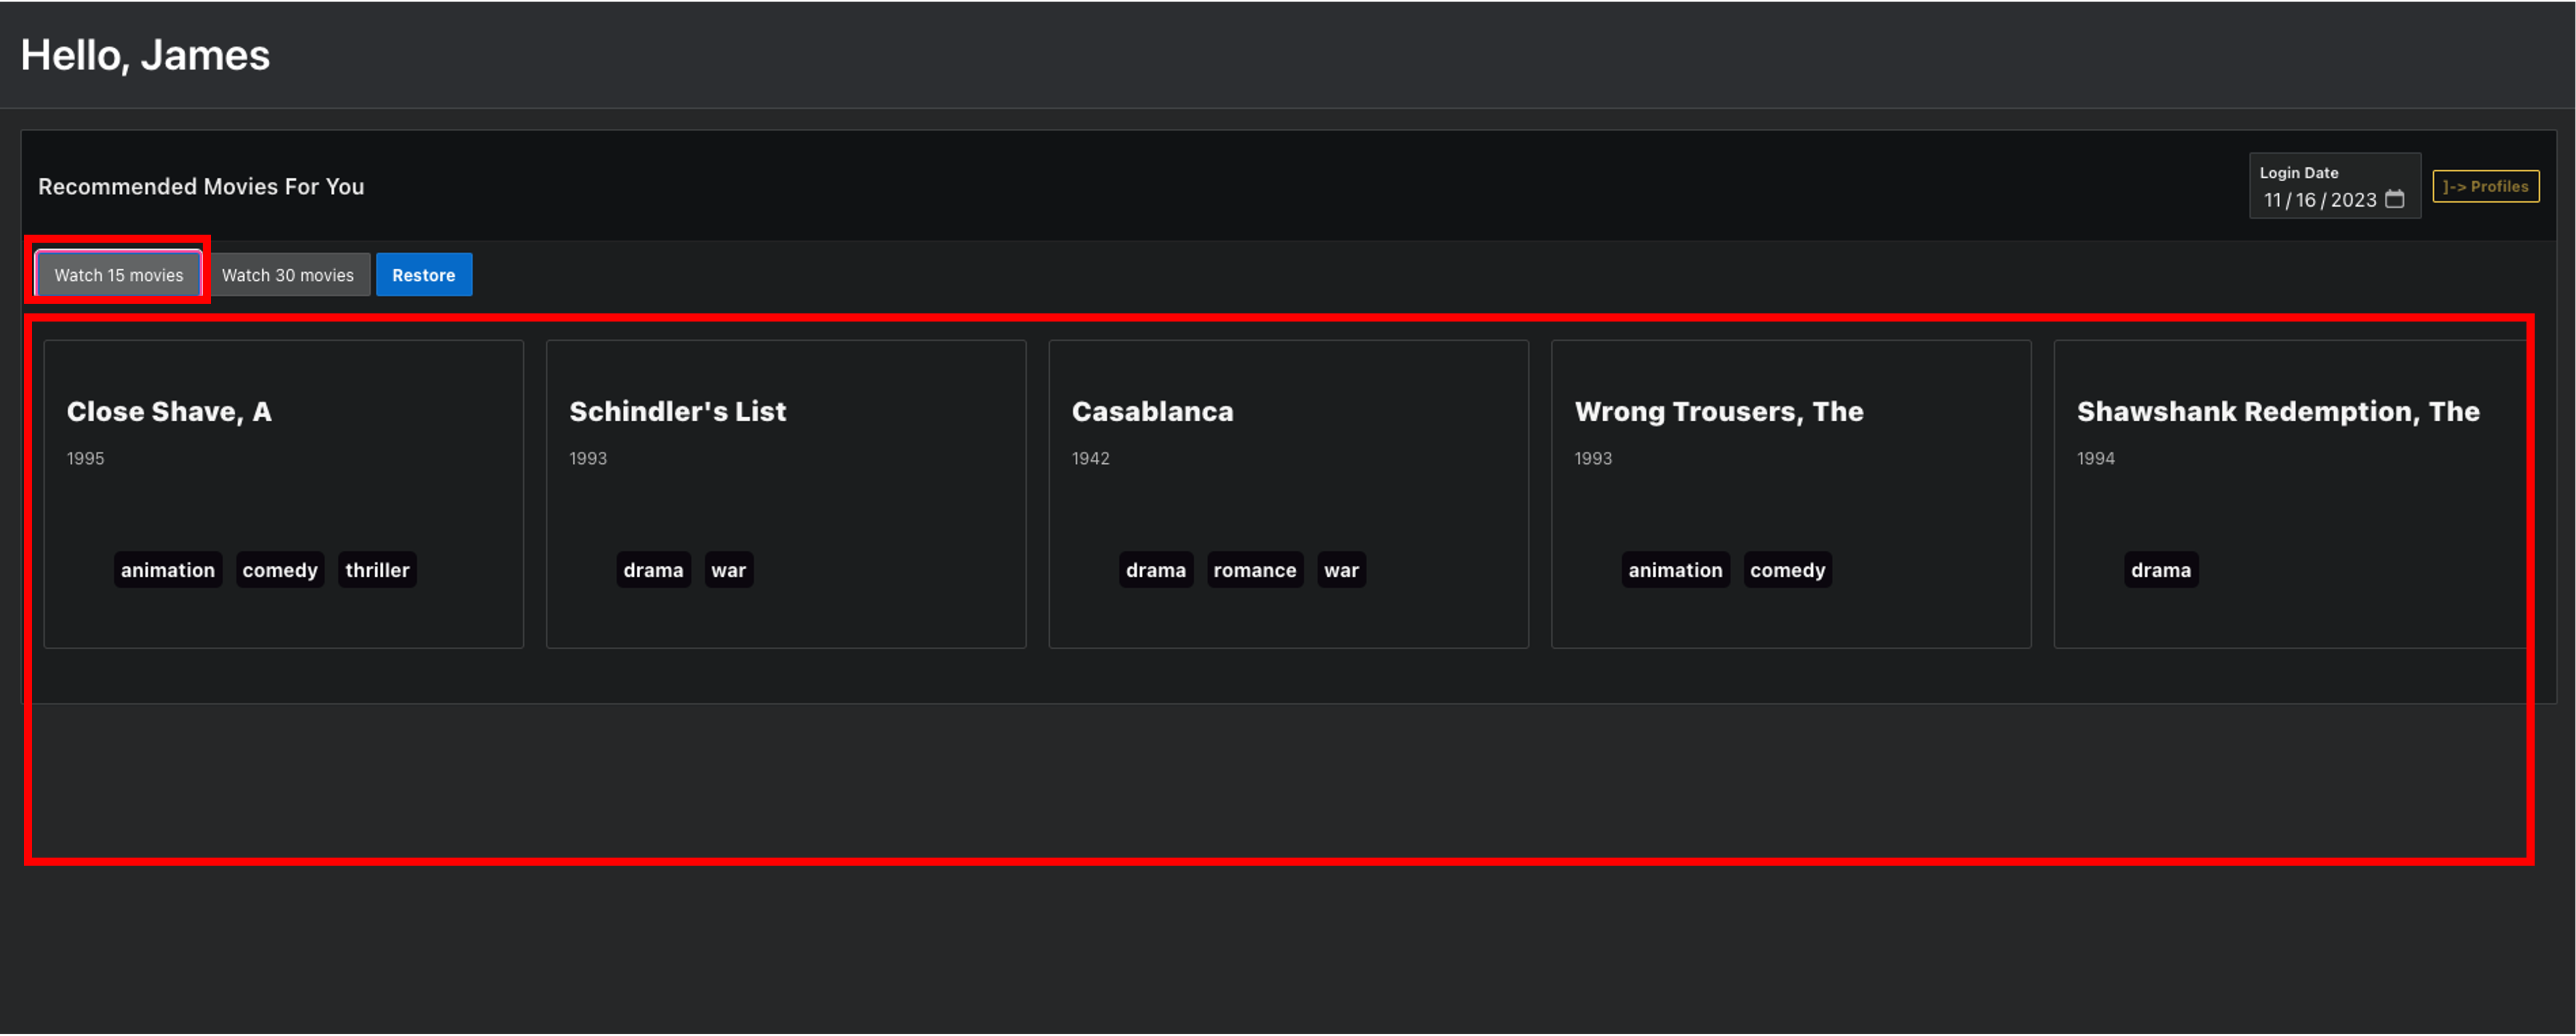 Hello, James
Recommended Movies For You
Login Date
11/16/2023
]-> Profiles
Watch 15 movies
Watch 30 movies
Restore
Close Shave, A
1995
animation comedy thriller
Schindler's List
1993
drama war
Casablanca
1942
drama romance war
Wrong Trousers, The
1993
animation comedy
Shawshank Redemption, The
1994
drama